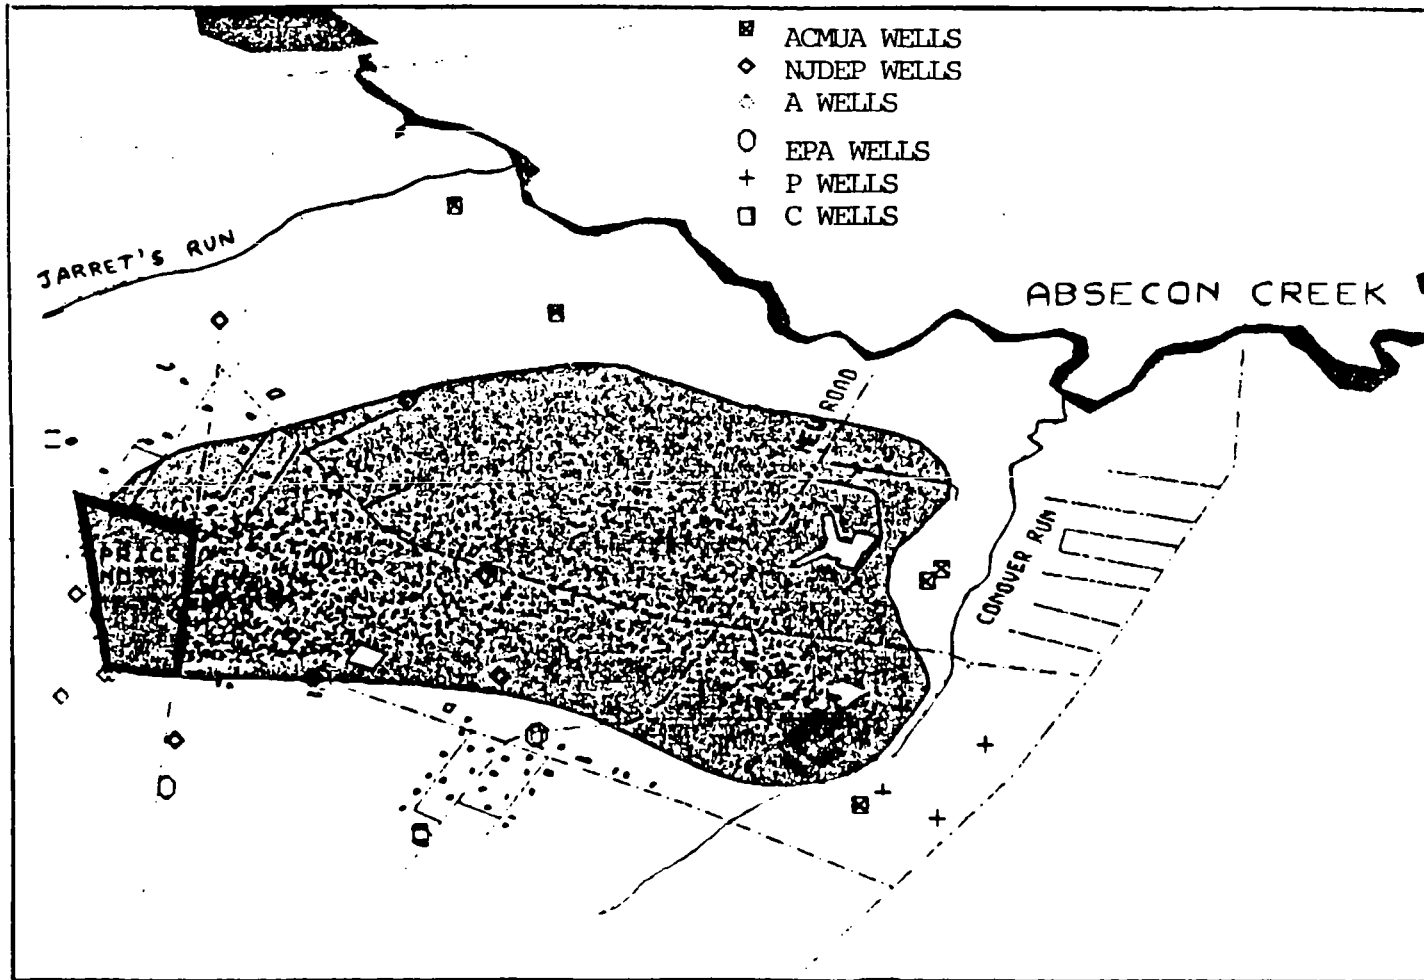 ACMUA WELLS
NJDEP WELLS
A WELLS
EPA WELLS
P WELLS
C WELLS
JARRET'S RUN
ABSECON CREEK
ROAD
CONOVER RUN
PRICE